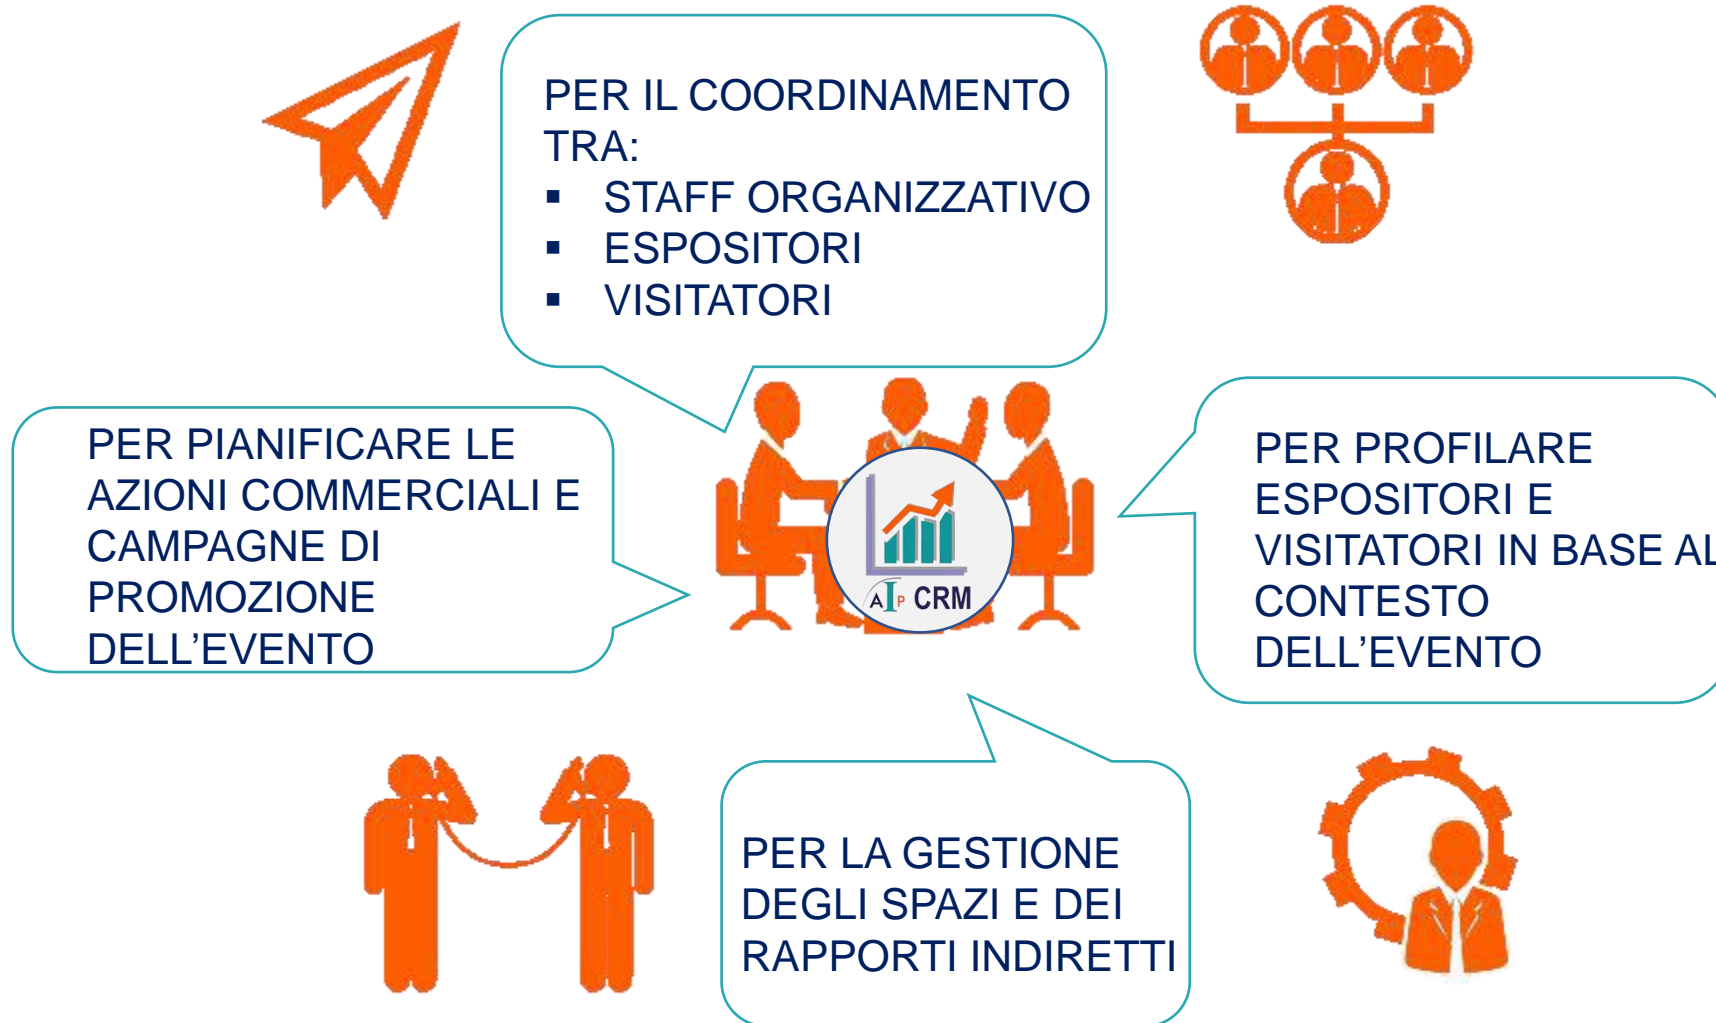 PER IL COORDINAMENTO
TRA:
▪ STAFF ORGANIZZATIVO
▪ ESPOSITORI
▪ VISITATORI
PER PIANIFICARE LE
AZIONI COMMERCIALI E
CAMPAGNE DI
PROMOZIONE
DELL’EVENTO
AIP CRM
PER PROFILARE
ESPOSITORI E
VISITATORI IN BASE AL
CONTESTO
DELL’EVENTO
PER LA GESTIONE
DEGLI SPAZI E DEI
RAPPORTI INDIRETTI